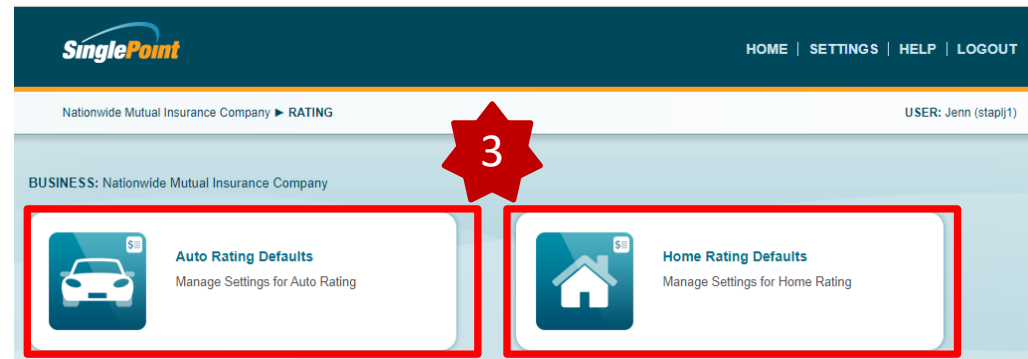 SinglePoint
HOME | SETTINGS | HELP | LOGOUT
Nationwide Mutual Insurance Company ► RATING
USER: Jenn (staplj1)
3
BUSINESS: Nationwide Mutual Insurance Company
$
Auto Rating Defaults
Manage Settings for Auto Rating
$
Home Rating Defaults
Manage Settings for Home Rating